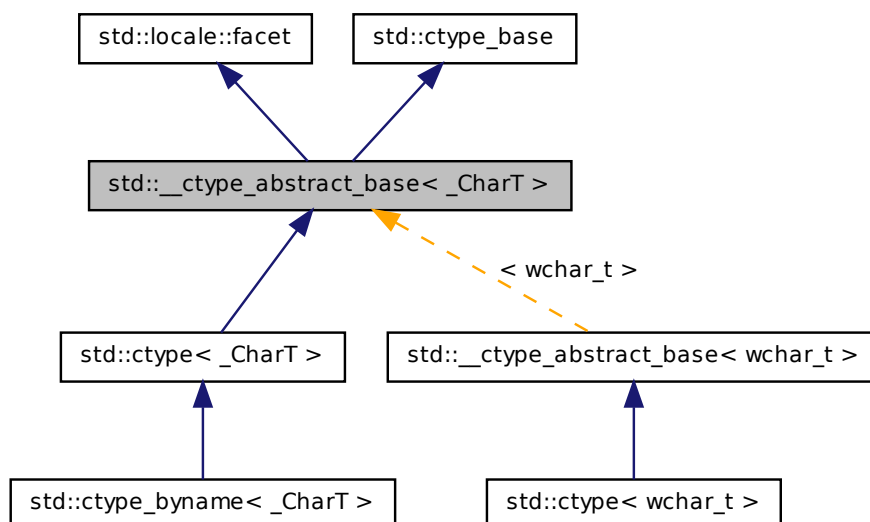 std::locale::facet
std::ctype_base
std::__ctype_abstract_base< _CharT >
< wchar_t >
std::ctype< _CharT >
std::__ctype_abstract_base< wchar_t >
std::ctype_byname< _CharT >
std::ctype< wchar_t >